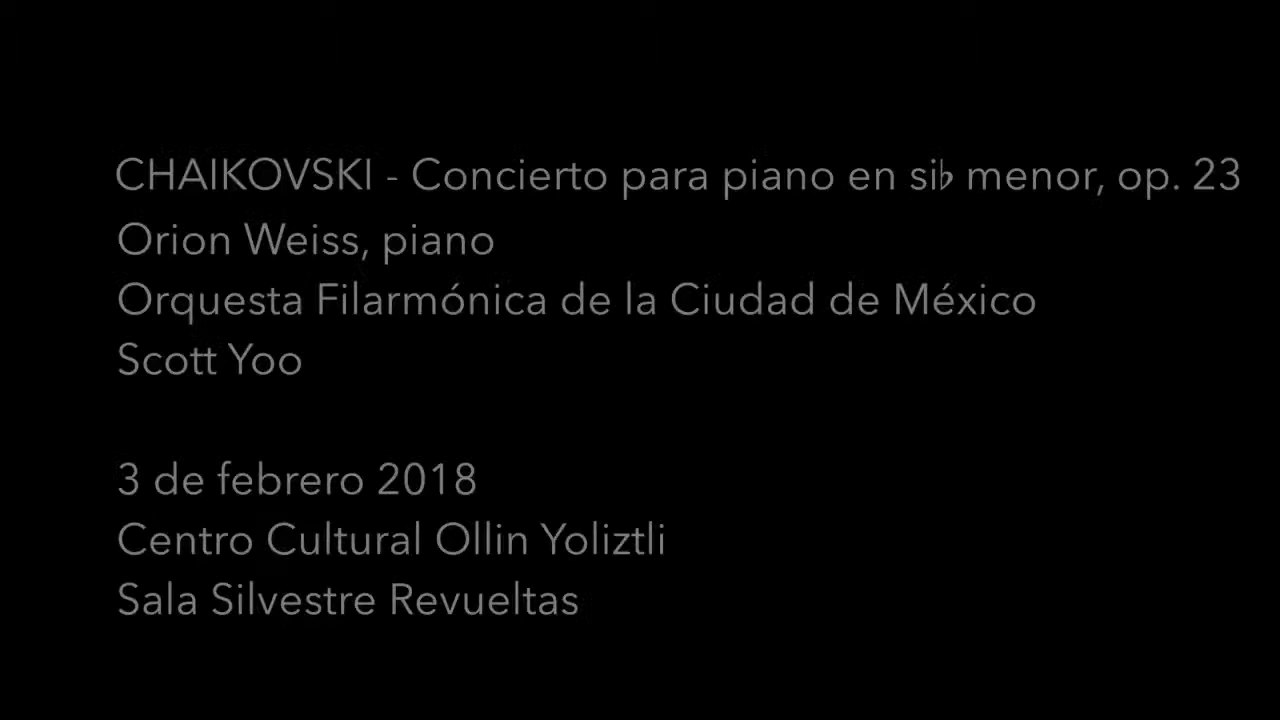 CHAIKOVSKI - Concierto para piano en si♭ menor, op. 23
Orion Weiss, piano
Orquesta Filarmónica de la Ciudad de México
Scott Yoo
3 de febrero 2018
Centro Cultural Ollin Yoliztli
Sala Silvestre Revueltas